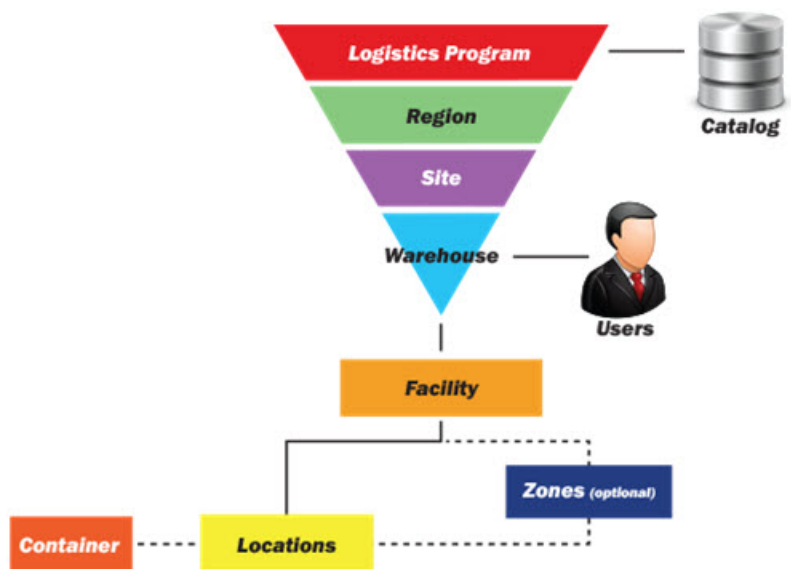 Logistics Program
Region
Catalog
Site
Warehouse
Users
Facility
Zones (optional)
Container
Locations